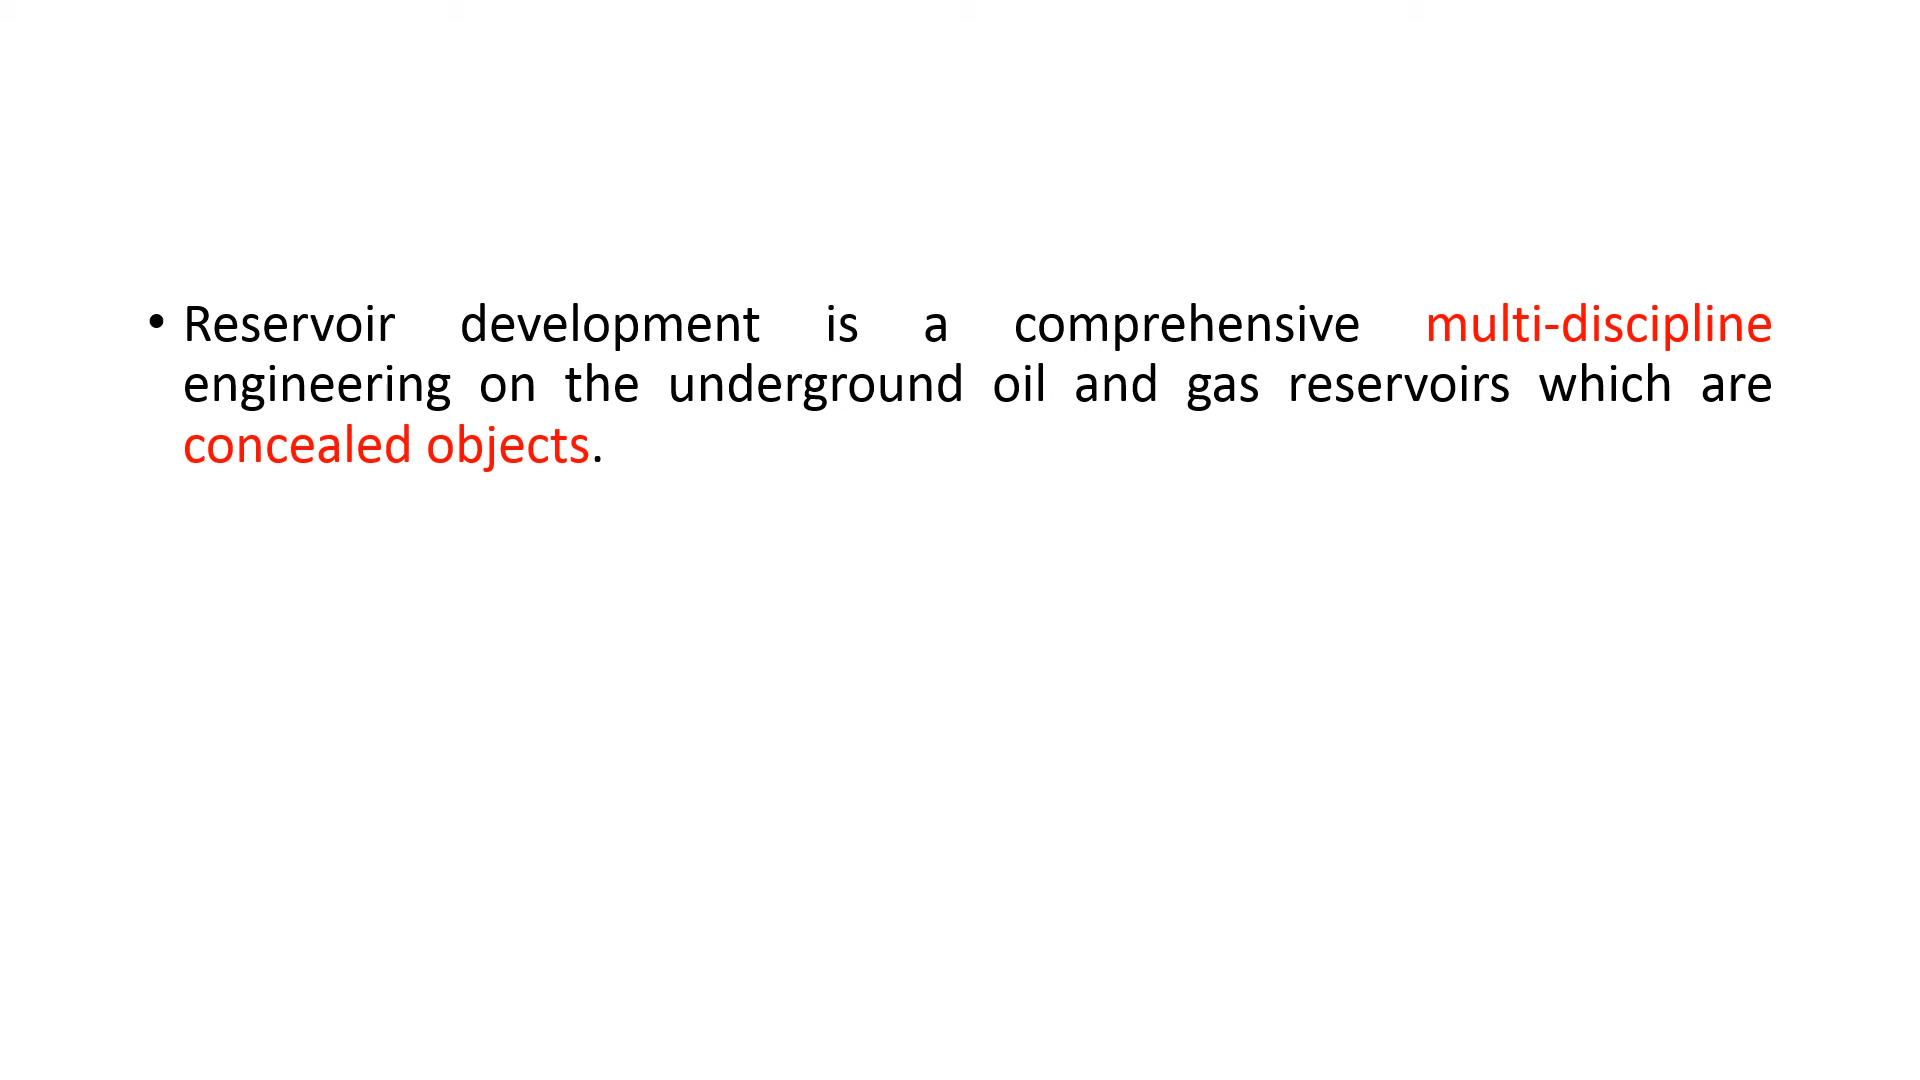 • Reservoir development is a comprehensive multi-discipline
engineering on the underground oil and gas reservoirs which are
concealed objects.